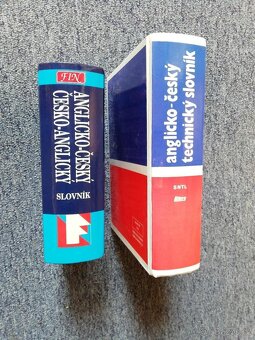 FIN
ANGLICKO-ČESKÝ
ČESKO-ANGLICKÝ
SLOVNÍK
anglicko-český
technický slovník
SNTL